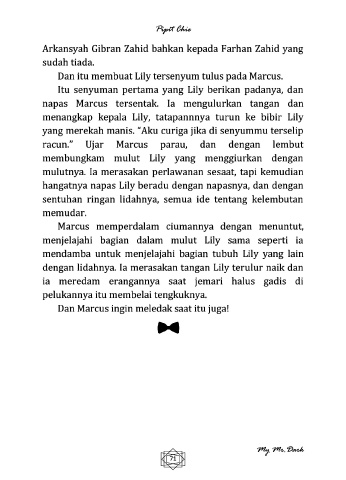 Pipit Chie
Arkansyah Gibran Zahid bahkan kepada Farhan Zahid yang
sudah tiada.
Dan itu membuat Lily tersenyum tulus pada Marcus.
Itu senyuman pertama yang Lily berikan padanya, dan
napas Marcus tersentak. Ia mengulurkan tangan dan
menangkap kepala Lily, tatapannnya turun ke bibir Lily
yang merekah manis. “Aku curiga jika di senyummu terselip
racun.” Ujar Marcus parau, dan dengan lembut
membungkam mulut Lily yang menggiurkan dengan
mulutnya. Ia merasakan perlawanan sesaat, tapi kemudian
hangatnya napas Lily beradu dengan napasnya, dan dengan
sentuhan ringan lidahnya, semua ide tentang kelembutan
memudar.
Marcus memperdalam ciumannya dengan menuntut,
menjelajahi bagian dalam mulut Lily sama seperti ia
mendamba untuk menjelajahi bagian tubuh Lily yang lain
dengan lidahnya. Ia merasakan tangan Lily terulur naik dan
ia meredam erangannya saat jemari halus gadis di
pelukannya itu membelai tengkuknya.
Dan Marcus ingin meledak saat itu juga!
My Mr. Dark
71